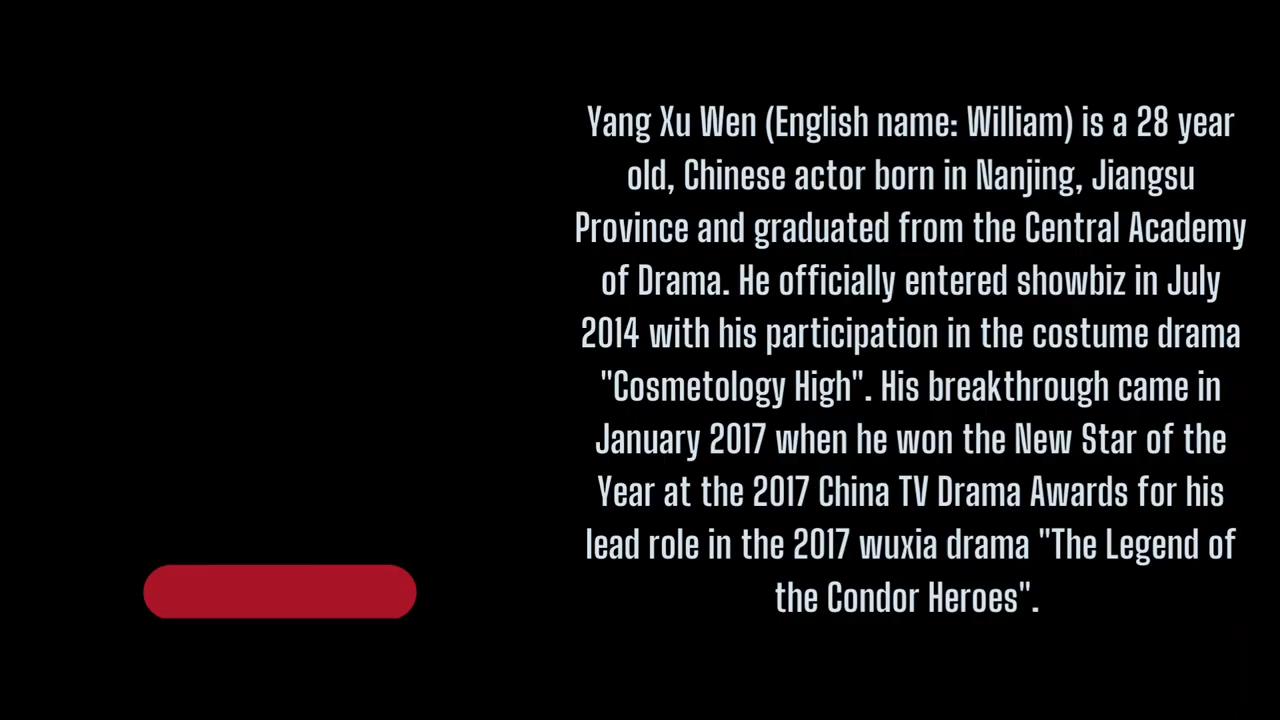 Yang Xu Wen (English name: William) is a 28 year
old, Chinese actor born in Nanjing, Jiangsu
Province and graduated from the Central Academy
of Drama. He officially entered showbiz in July
2014 with his participation in the costume drama
"Cosmetology High". His breakthrough came in
January 2017 when he won the New Star of the
Year at the 2017 China TV Drama Awards for his
lead role in the 2017 wuxia drama "The Legend of
the Condor Heroes".